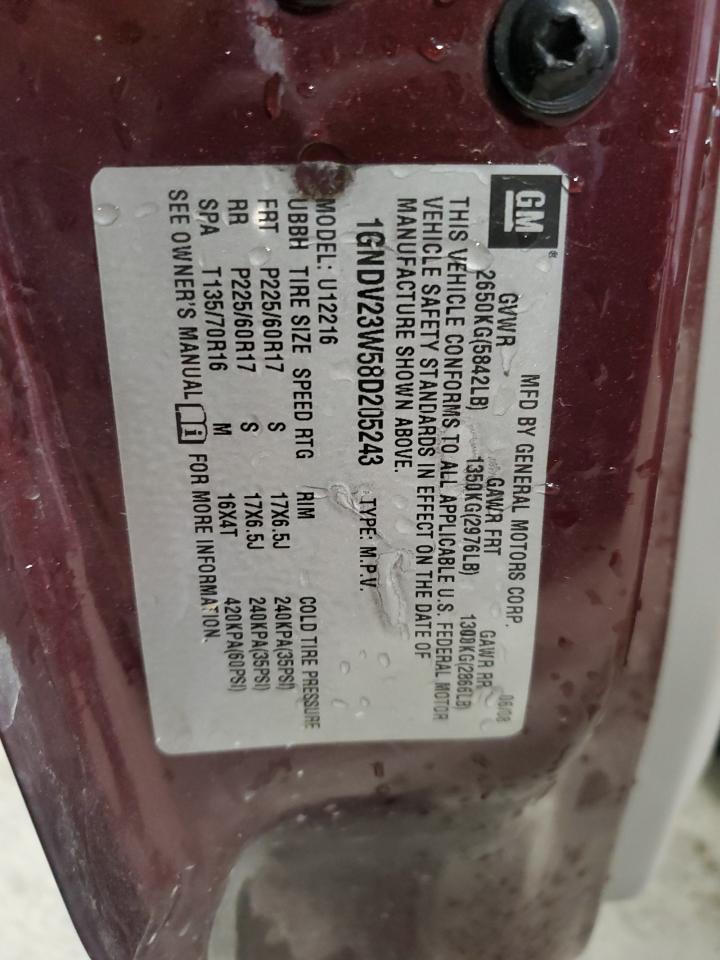 GM®
MFD BY GENERAL MOTORS CORP. 06/08
GVWR GAWR FRT GAWR RR
2650KG(5842LB) 1350KG(2976LB) 1300KG(2866LB)
THIS VEHICLE CONFORMS TO ALL APPLICABLE U.S. FEDERAL MOTOR
VEHICLE SAFETY STANDARDS IN EFFECT ON THE DATE OF
MANUFACTURE SHOWN ABOVE.
1GNDV23W58D205243 TYPE: M.P.V.
MODEL: U12216
UBBH TIRE SIZE SPEED RTG RIM COLD TIRE PRESSURE
FRT P225/60R17 S 17X6.5J 240KPA(35PSI)
RR P225/60R17 S 17X6.5J 240KPA(35PSI)
SPA T135/70R16 M 16X4T 420KPA(60PSI)
SEE OWNER'S MANUAL i FOR MORE INFORMATION.